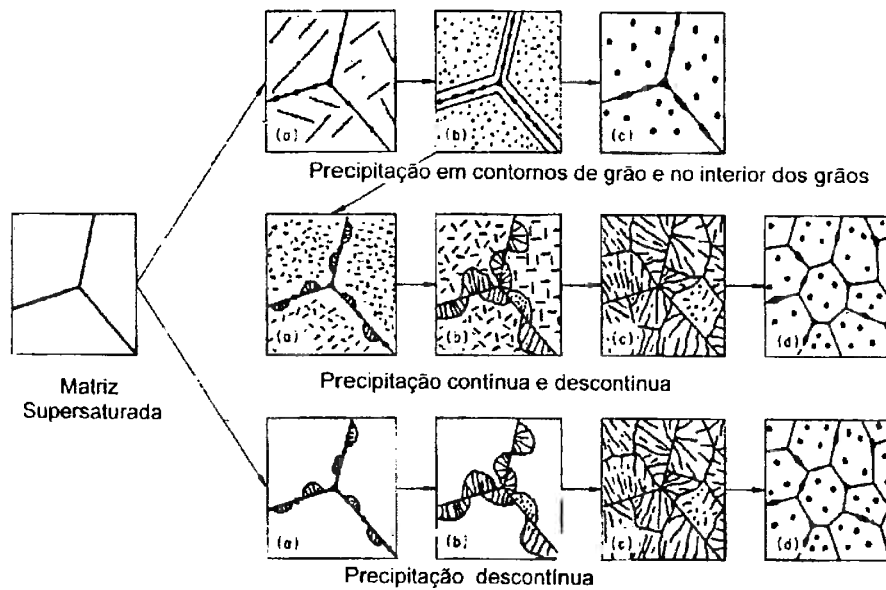 (a)
(b)
(c)
Precipitação em contornos de grão e no interior dos grãos
Matriz
Supersaturada
(a)
(b)
(c)
(d)
Precipitação contínua e descontínua
(a)
(b)
(c)
(d)
Precipitação descontínua